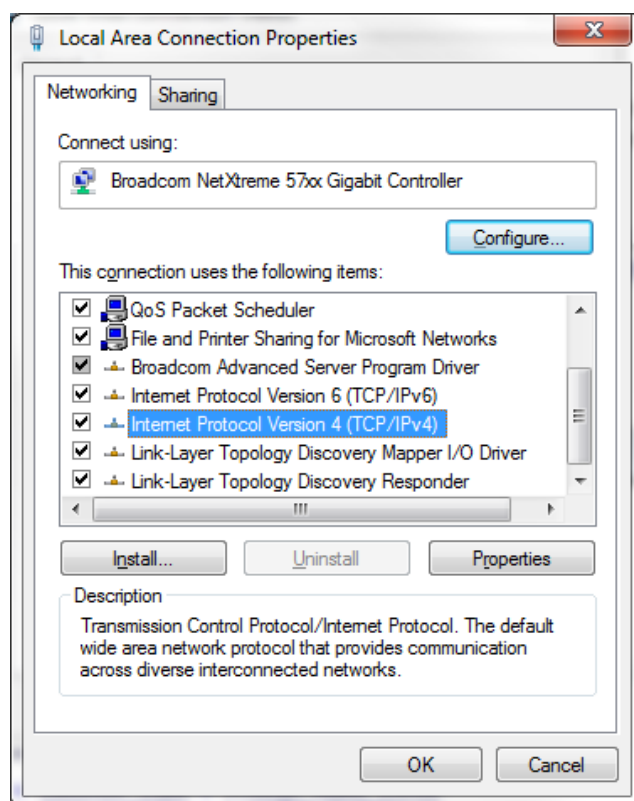 Local Area Connection Properties
Networking
Sharing
Connect using:
Broadcom NetXtreme 57xx Gigabit Controller
Configure...
This connection uses the following items:
QoS Packet Scheduler
File and Printer Sharing for Microsoft Networks
Broadcom Advanced Server Program Driver
Internet Protocol Version 6 (TCP/IPv6)
Internet Protocol Version 4 (TCP/IPv4)
Link-Layer Topology Discovery Mapper I/O Driver
Link-Layer Topology Discovery Responder
Install...
Uninstall
Properties
Description
Transmission Control Protocol/Internet Protocol. The default
wide area network protocol that provides communication
across diverse interconnected networks.
OK
Cancel